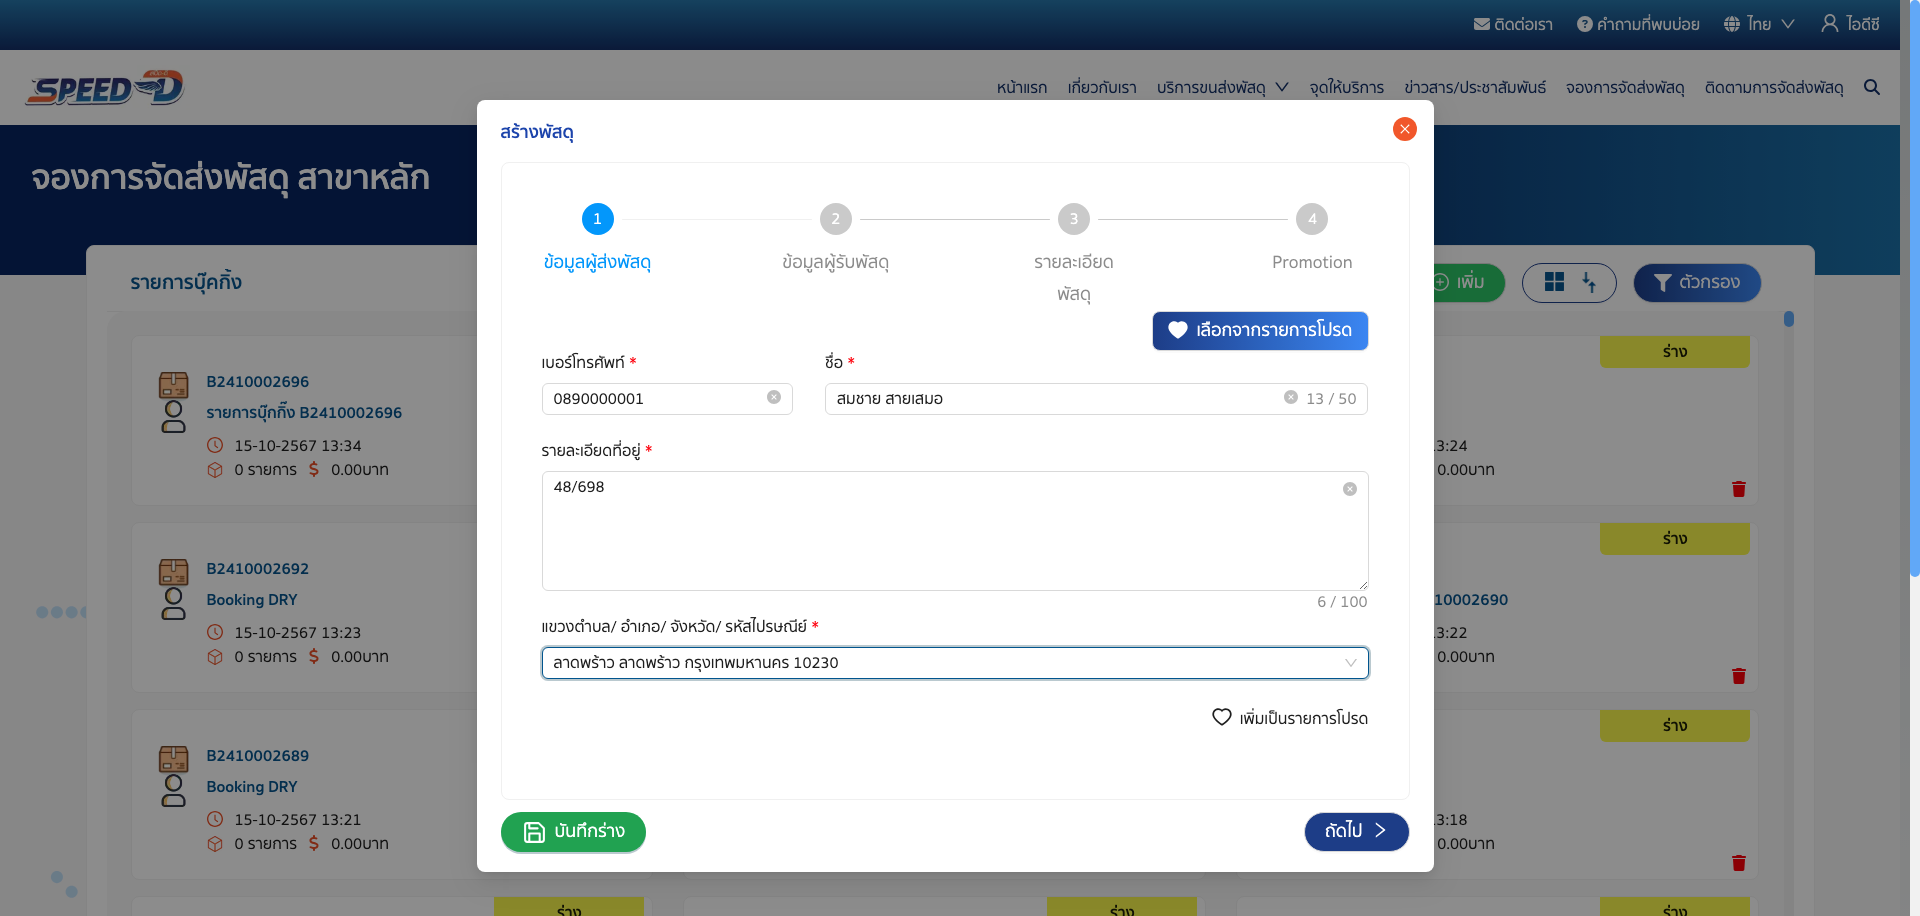 ติดต่อเรา คำถามที่พบบ่อย ไทย ไอดีซี
SPEED D
หน้าแรก เกี่ยวกับเรา บริการขนส่งพัสดุ จุดให้บริการ ข่าวสาร/ประชาสัมพันธ์ จองการจัดส่งพัสดุ ติดตามการจัดส่งพัสดุ
จองการจัดส่งพัสดุ สาขาหลัก
รายการบุ๊คกิ้ง
เพิ่ม
ตัวกรอง
B2410002696
รายการบุ๊กกิ๊ง B2410002696
15-10-2567 13:34
0 รายการ $ 0.00บาท
B2410002692
Booking DRY
15-10-2567 13:23
0 รายการ $ 0.00บาท
B2410002689
Booking DRY
15-10-2567 13:21
0 รายการ $ 0.00บาท
ร่าง
ร่าง
สร้างพัสดุ
1
ข้อมูลผู้ส่งพัสดุ
2
ข้อมูลผู้รับพัสดุ
3
รายละเอียด
พัสดุ
4
Promotion
เลือกจากรายการโปรด
เบอร์โทรศัพท์ *
0890000001
ชื่อ *
สมชาย สายเสมอ
13 / 50
รายละเอียดที่อยู่ *
48/698
6 / 100
แขวงตำบล/ อำเภอ/ จังหวัด/ รหัสไปรษณีย์ *
ลาดพร้าว ลาดพร้าว กรุงเทพมหานคร 10230
เพิ่มเป็นรายการโปรด
บันทึกร่าง
ถัดไป
ร่าง
3:24
0.00บาท
ร่าง
10002690
3:22
0.00บาท
ร่าง
3:18
0.00บาท
ร่าง